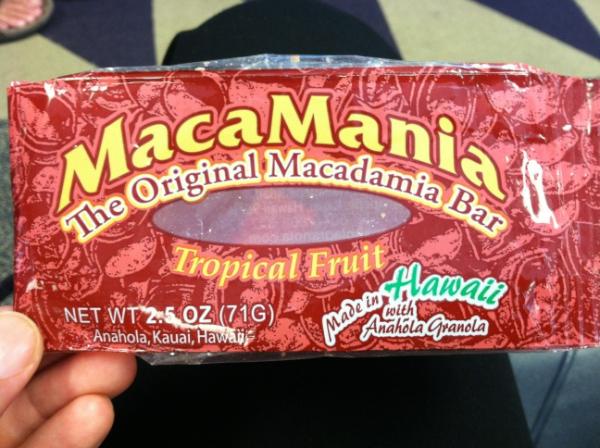 MacaMania
The Original Macadamia Bar
Tropical Fruit
Made in Hawaii
with
Anahola Granola
NET WT 2.5 OZ (71G)
Anahola, Kauai, Hawaii